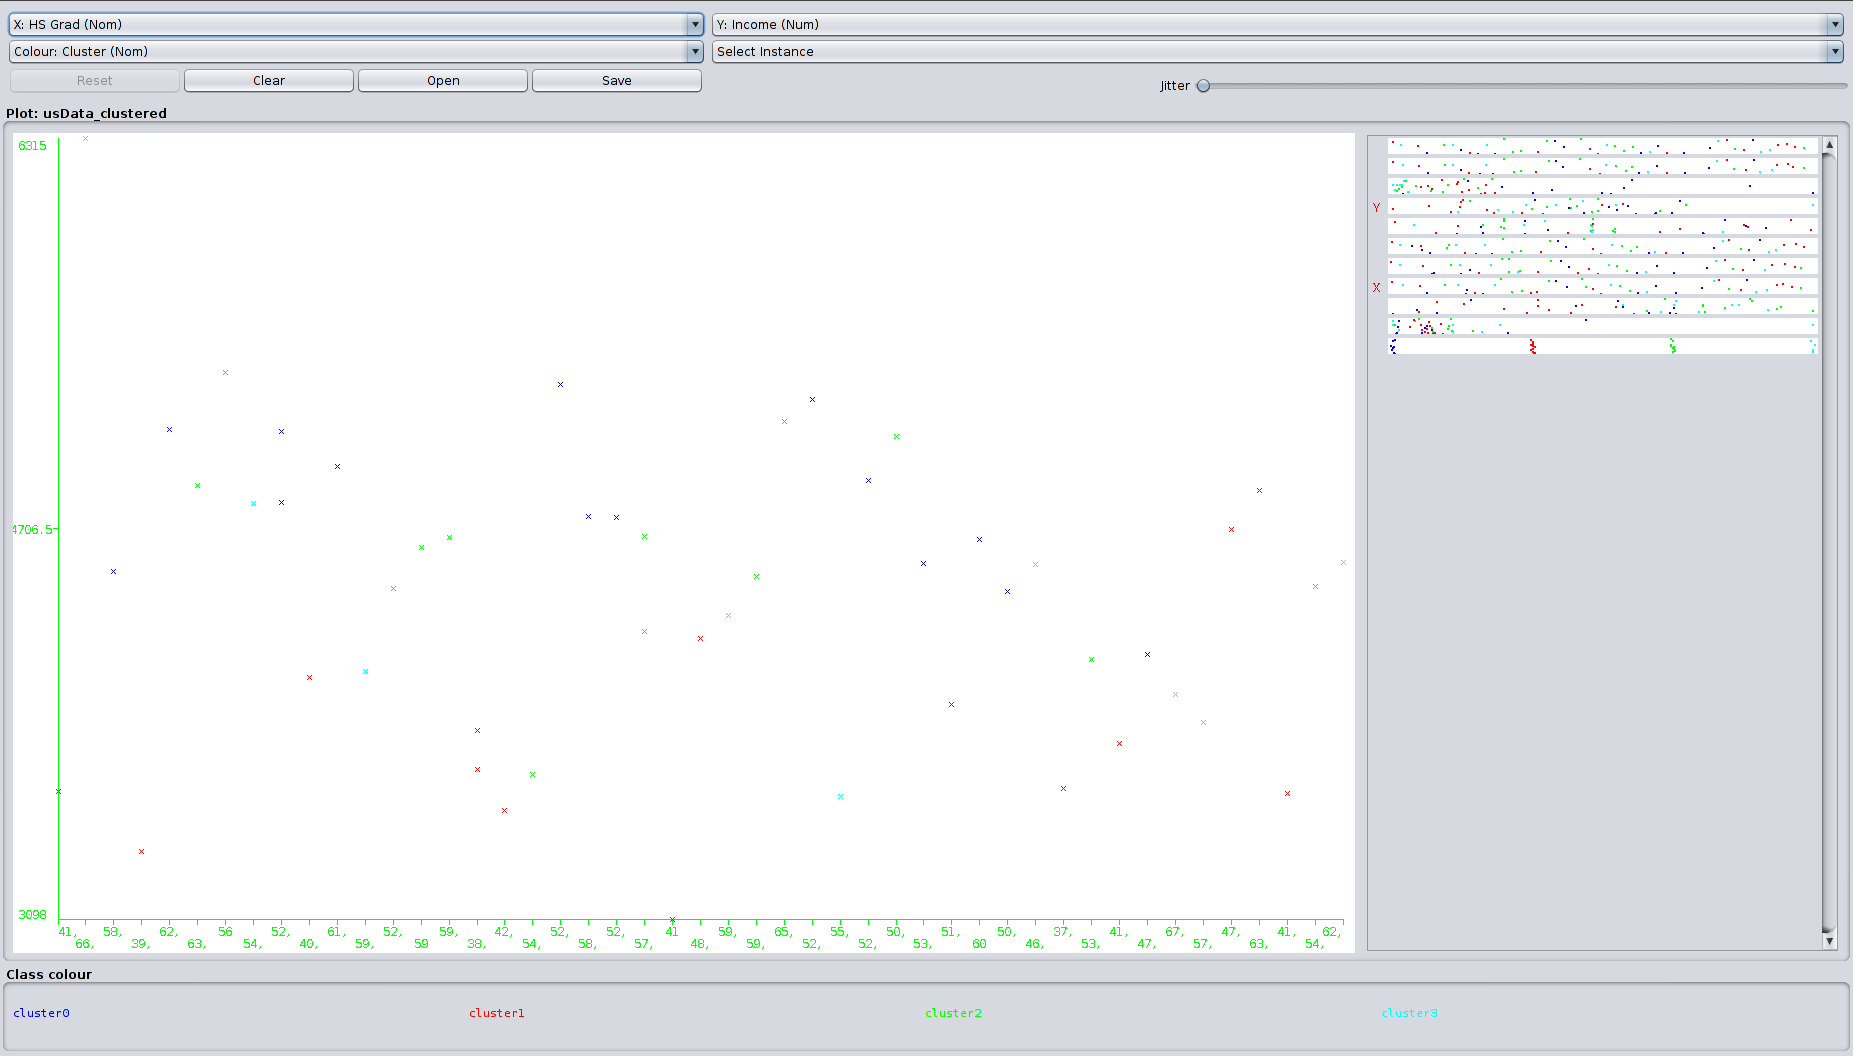 X: HS Grad (Nom) Y: Income (Num)
Colour: Cluster (Nom) Select Instance
Reset Clear Open Save Jitter
Plot: usData_clustered
6315
4706.5
3098
41, 58, 62, 56 52, 61, 52, 59, 42, 52, 52, 41 59, 65, 55, 50, 51, 50, 37, 41, 67, 47, 41, 62,
66, 39, 63, 54, 40, 59, 59 38, 54, 58, 57, 48, 59, 52, 52, 53, 60 46, 53, 47, 57, 63, 54,
Y
X
Class colour
cluster0 cluster1 cluster2 cluster3